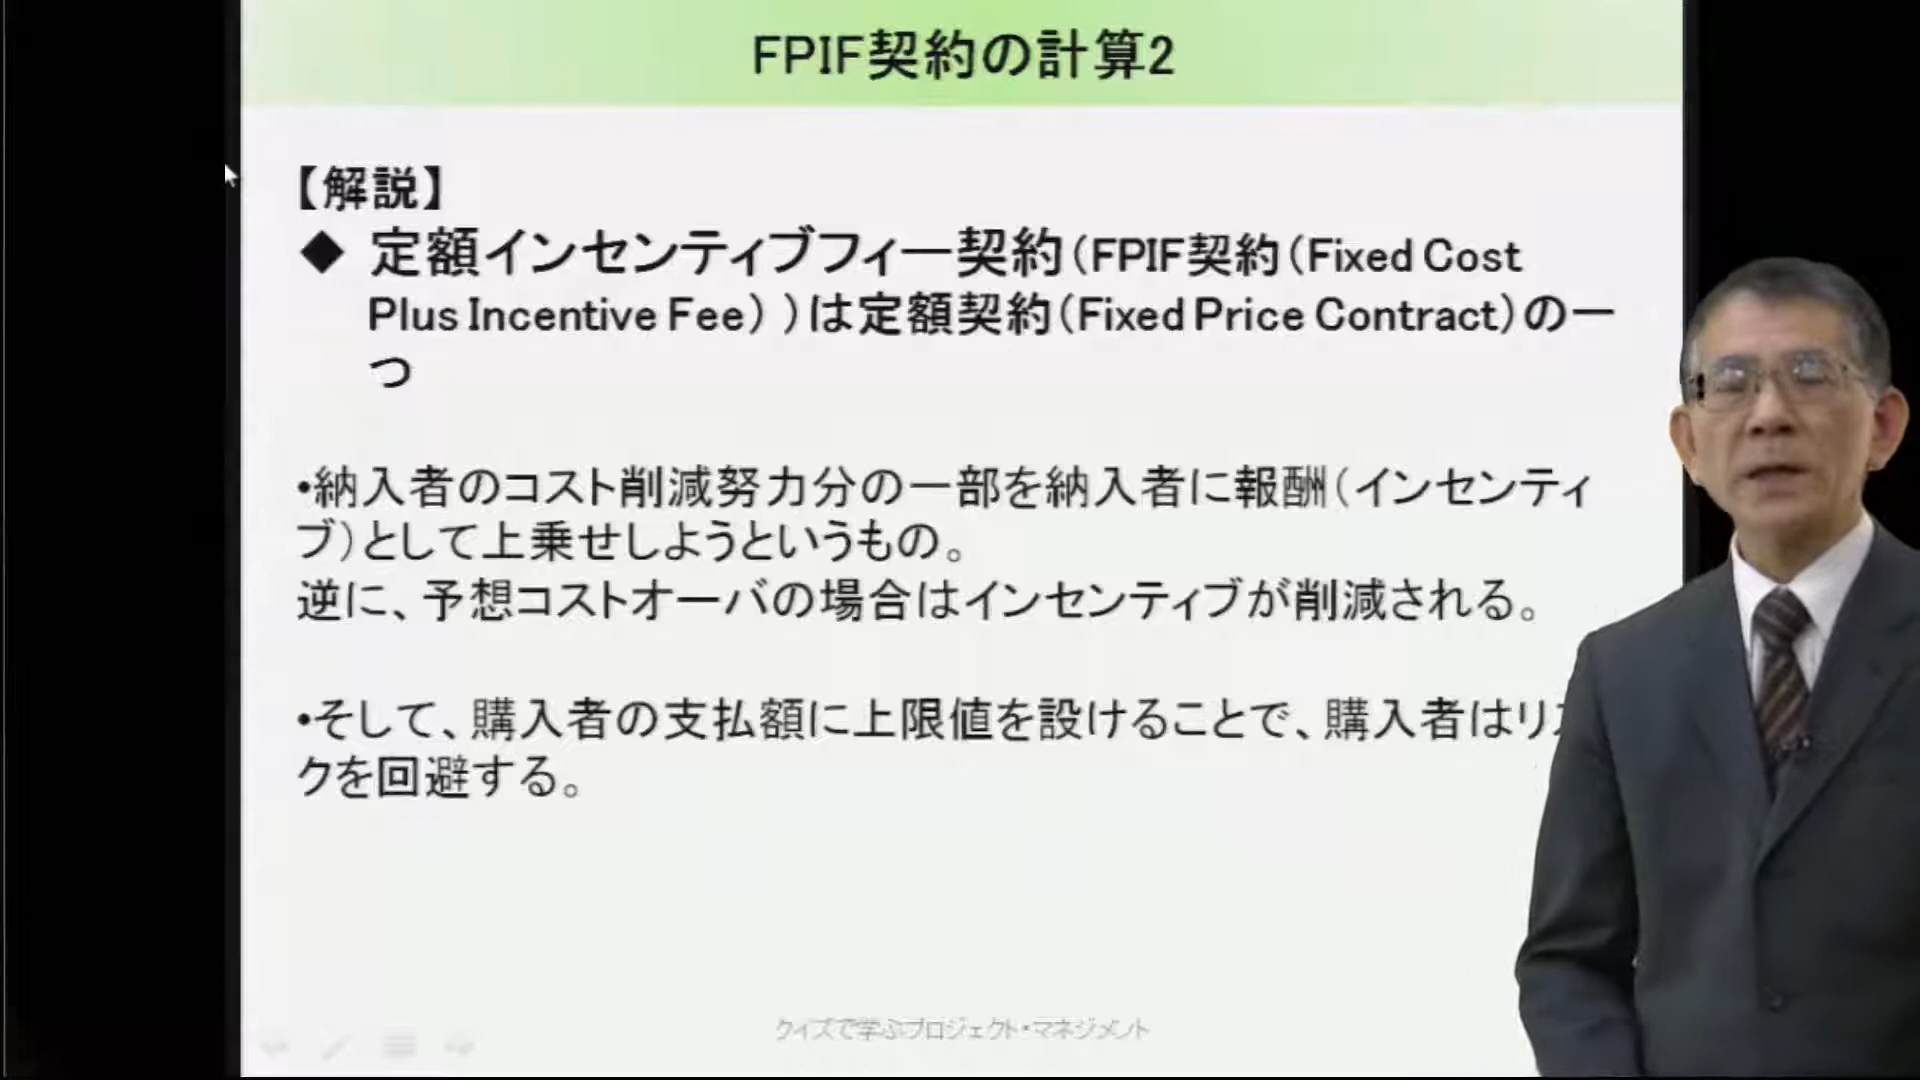 FPIF契約の計算2
【解説】
◆ 定額インセンティブフィー契約(FPIF契約(Fixed Cost
Plus Incentive Fee) )は定額契約(Fixed Price Contract)の一
つ
•納入者のコスト削減努力分の一部を納入者に報酬(インセンティ
ブ)として上乗せしようというもの。
逆に、予想コストオーバの場合はインセンティブが削減される。
•そして、購入者の支払額に上限値を設けることで、購入者はリス
クを回避する。
クイズで学ぶプロジェクト・マネジメント